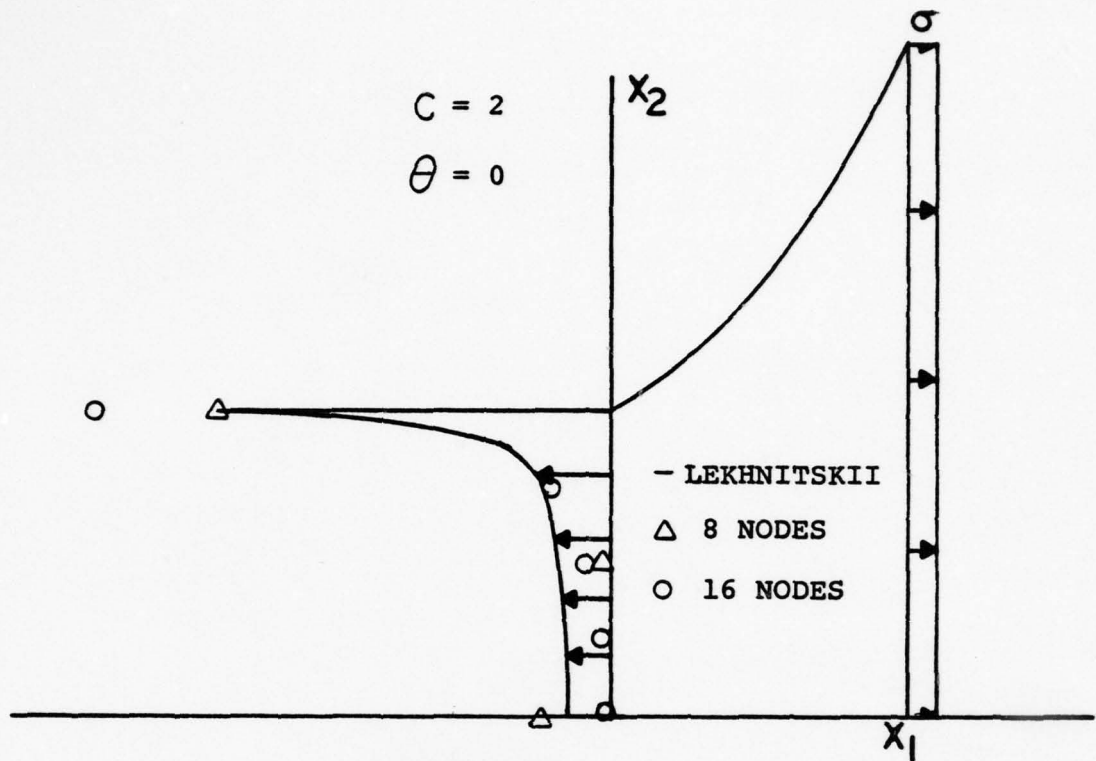 σ
X₂
C = 2
θ = 0
— LEKHNITSKII
△ 8 NODES
○ 16 NODES
X₁